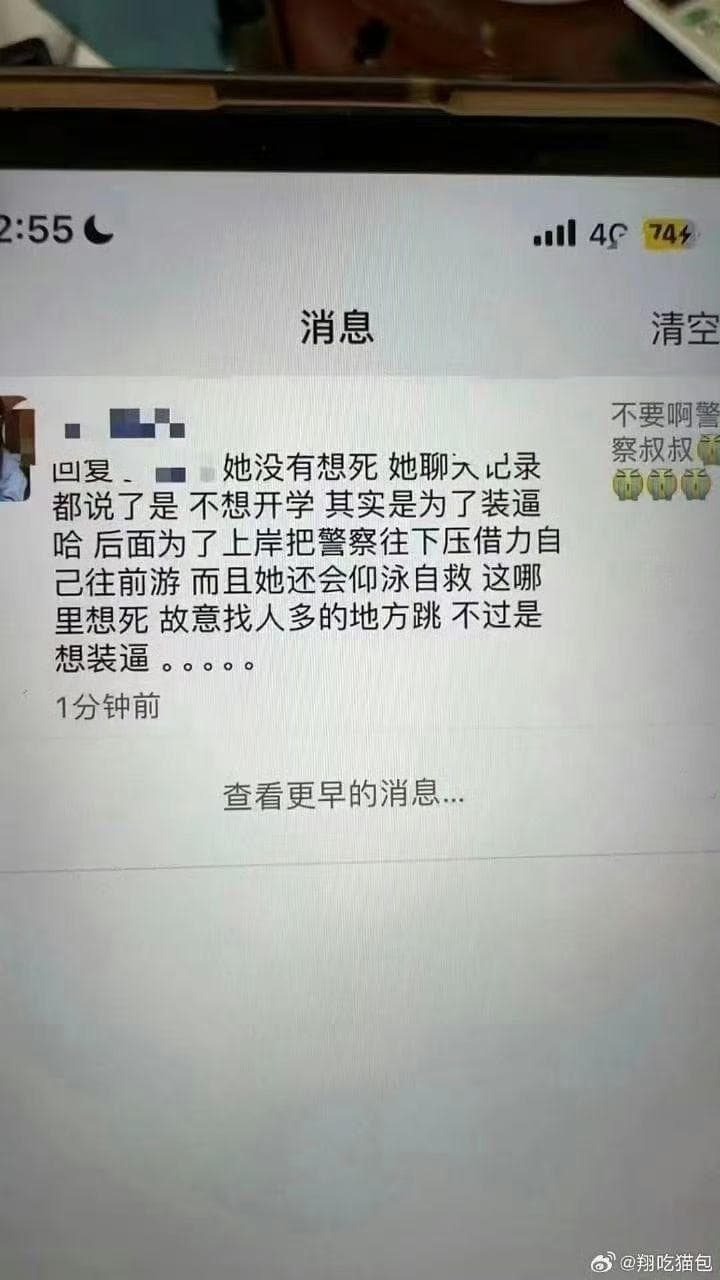 2:55
4G 74
消息
清空
不要啊警
察叔叔
回复 她没有想死 她聊天记录
都说了是 不想开学 其实是为了装逼
哈 后面为了上岸把警察往下压借力自
己往前游 而且她还会仰泳自救 这哪
里想死 故意找人多的地方跳 不过是
想装逼 。。。。。
1分钟前
查看更早的消息...
@翔吃猫包